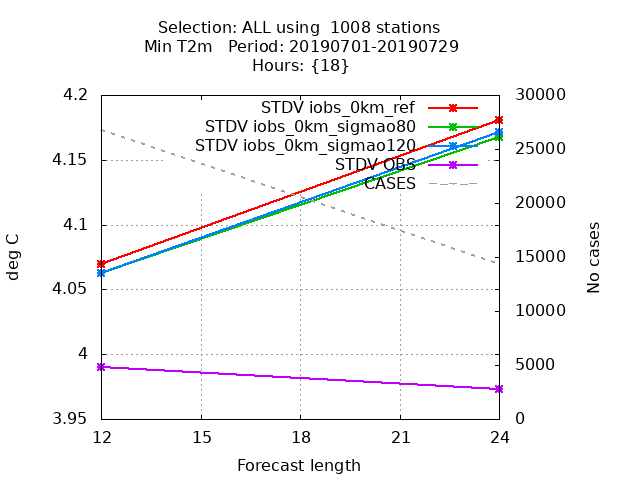 Selection: ALL using  1008 stations
Min T2m   Period: 20190701-20190729
Hours: {18}
4.2
4.15
4.1
4.05
4
3.95
deg C
STDV iobs_0km_ref
STDV iobs_0km_sigmao80
STDV iobs_0km_sigmao120
STDV OBS
CASES
30000
25000
20000
15000
10000
5000
0
No cases
12 15 18 21 24
Forecast length